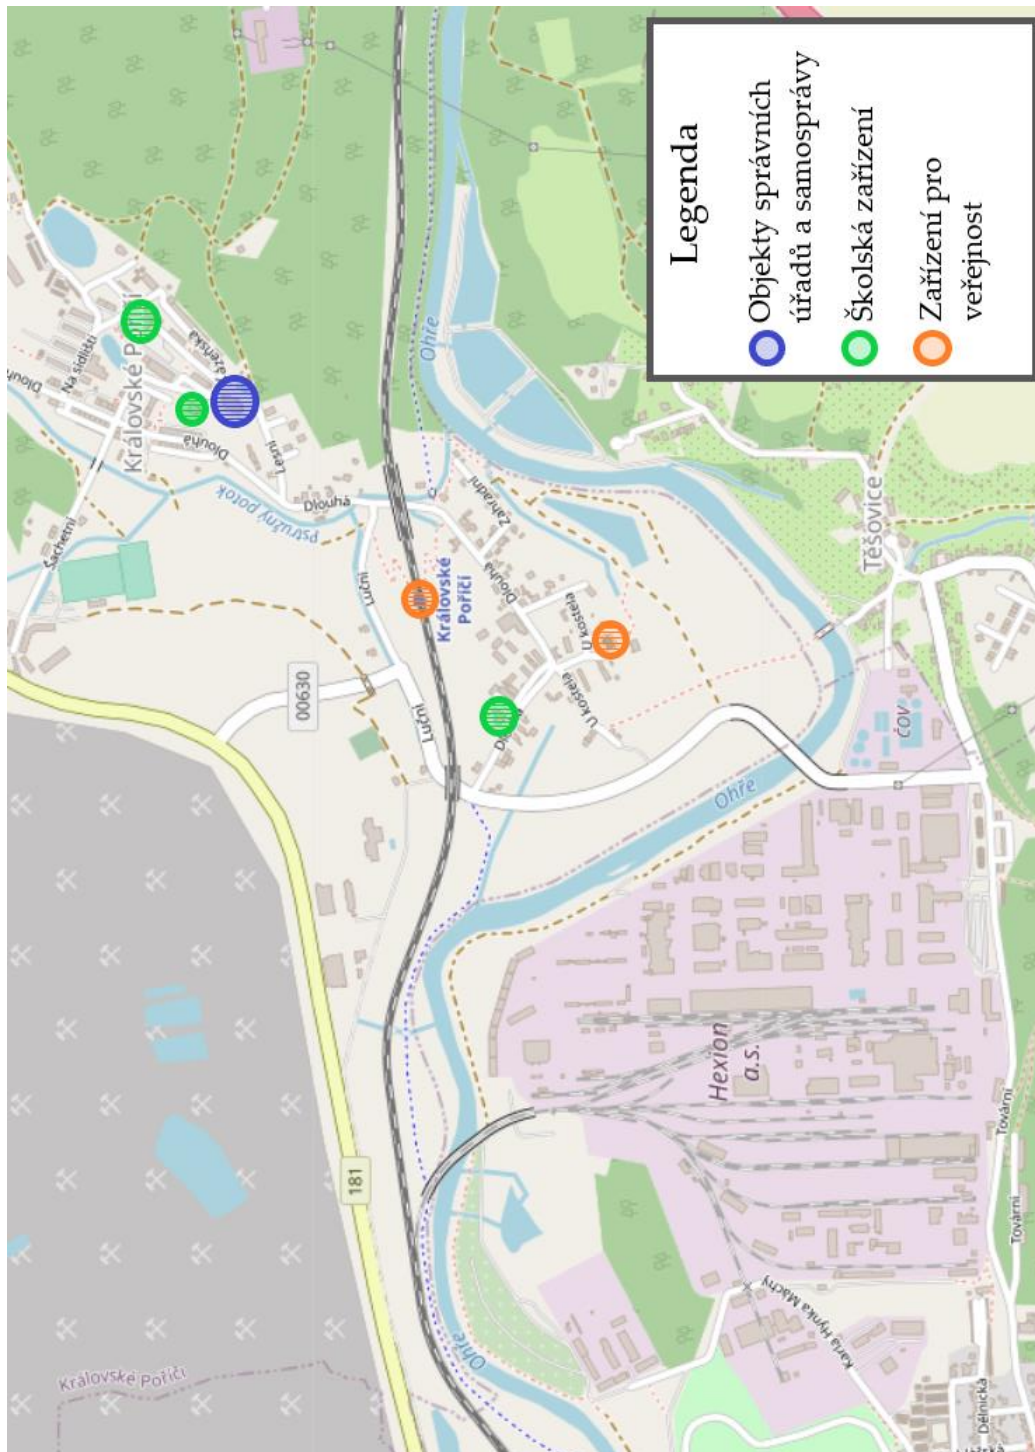 Legenda
Objekty správních
úřadů a samosprávy
Školská zařízení
Zařízení pro
veřejnost
Na sídlišti
Dlouhá
Královské
Šachetní
Dlouhá
Lesní
Pstružný potok
Dlouhá
Luční
Zahradní
Dlouhá
Královské
Poříčí
U kostela
U kostela
Luční
00630
Ohře
Těšovice
ČOV
Ohře
Hexion
a.s.
181
Ohře
Tovární
Tovární
Karla Hynka Máchy
Dělnická
Královské Poříčí